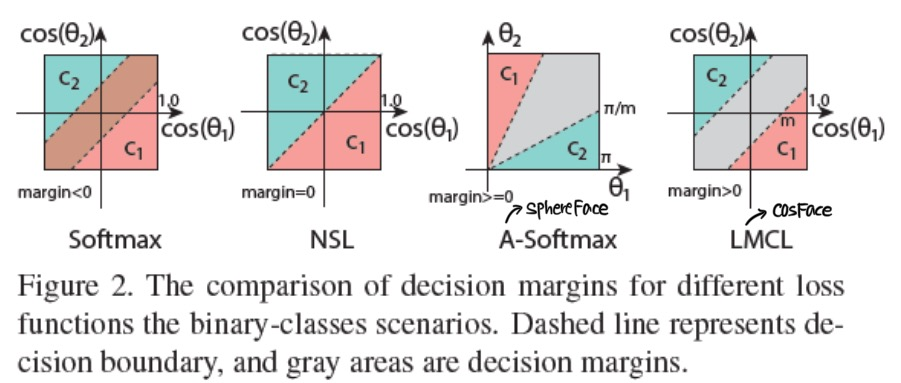 cos(θ₂)
C₂
1.0
cos(θ₁)
C₁
margin<0
Softmax
cos(θ₂)
C₂
1.0
cos(θ₁)
C₁
margin=0
NSL
θ₂
C₁
π/m
C₂
π
θ₁
margin>=0
SphereFace
A-Softmax
cos(θ₂)
C₂
1.0
m
cos(θ₁)
C₁
margin>0
CosFace
LMCL
Figure 2. The comparison of decision margins for different loss
functions the binary-classes scenarios. Dashed line represents de-
cision boundary, and gray areas are decision margins.